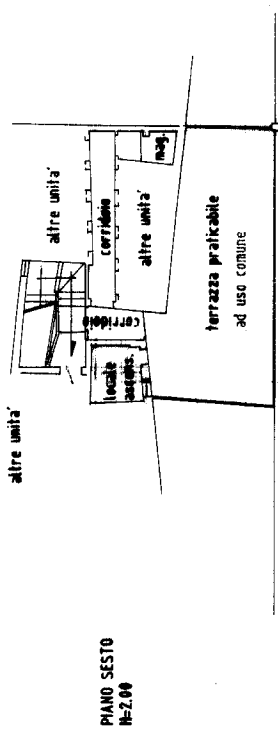 altre unita'
altre unita'
corridoio
altre unita'
mag.
corridoio
locale
ascens.
terrazza praticabile
ad uso comune
PIANO SESTO
H=2.00